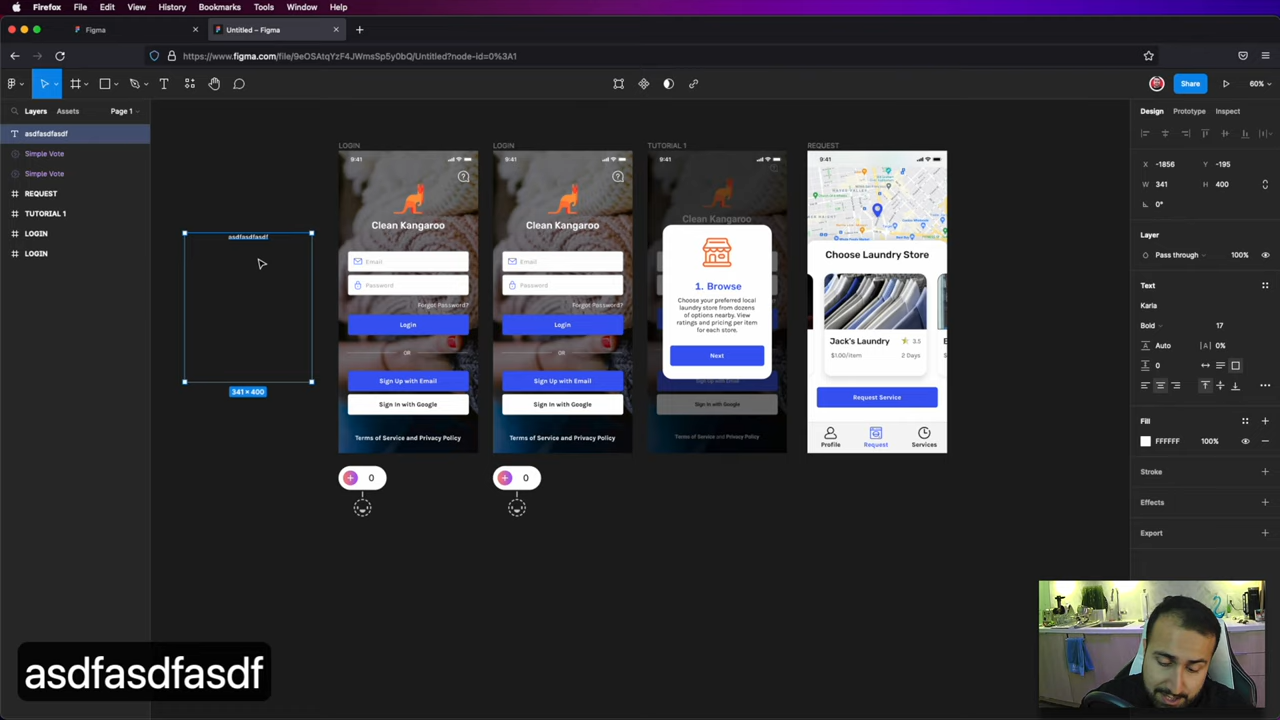 Firefox File Edit View History Bookmarks Tools Window Help
Figma
Untitled – Figma
https://www.figma.com/file/9eOSAtqYzF4JWmsSp5y0bQ/Untitled?node-id=0%3A1
Share
60%
Layers Assets Page 1
asdfasdfasdf
Simple Vote
Simple Vote
REQUEST
TUTORIAL 1
LOGIN
LOGIN
asdfasdfasdf
341 × 400
LOGIN
9:41
Clean Kangaroo
Email
Password
Forgot Password?
Login
OR
Sign Up with Email
Sign In with Google
Terms of Service and Privacy Policy
0
LOGIN
9:41
Clean Kangaroo
Email
Password
Forgot Password?
Login
OR
Sign Up with Email
Sign In with Google
Terms of Service and Privacy Policy
0
TUTORIAL 1
9:41
Clean Kangaroo
1. Browse
Choose your preferred local
laundry store from dozens
of options nearby. View
ratings and pricing per item
for each store.
Next
Sign Up with Email
Sign In with Google
Terms of Service and Privacy Policy
REQUEST
9:41
Choose Laundry Store
Jack's Laundry 3.5
$1.00/item 2 Days
Request Service
Profile Request Services
Design Prototype Inspect
X -1856 Y -195
W 341 H 400
0°
Layer
Pass through 100%
Text
Karla
Bold 17
Auto 0%
0
Fill
FFFFFF 100%
Stroke
Effects
Export
asdfasdfasdf